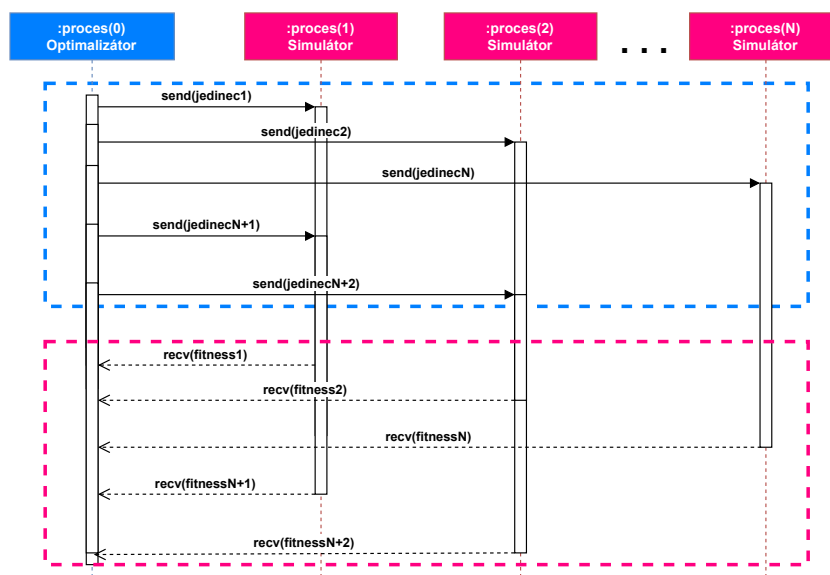 :proces(0)
Optimalizátor
:proces(1)
Simulátor
:proces(2)
Simulátor
. . .
:proces(N)
Simulátor
send(jedinec1)
send(jedinec2)
send(jedinecN)
send(jedinecN+1)
send(jedinecN+2)
recv(fitness1)
recv(fitness2)
recv(fitnessN)
recv(fitnessN+1)
recv(fitnessN+2)